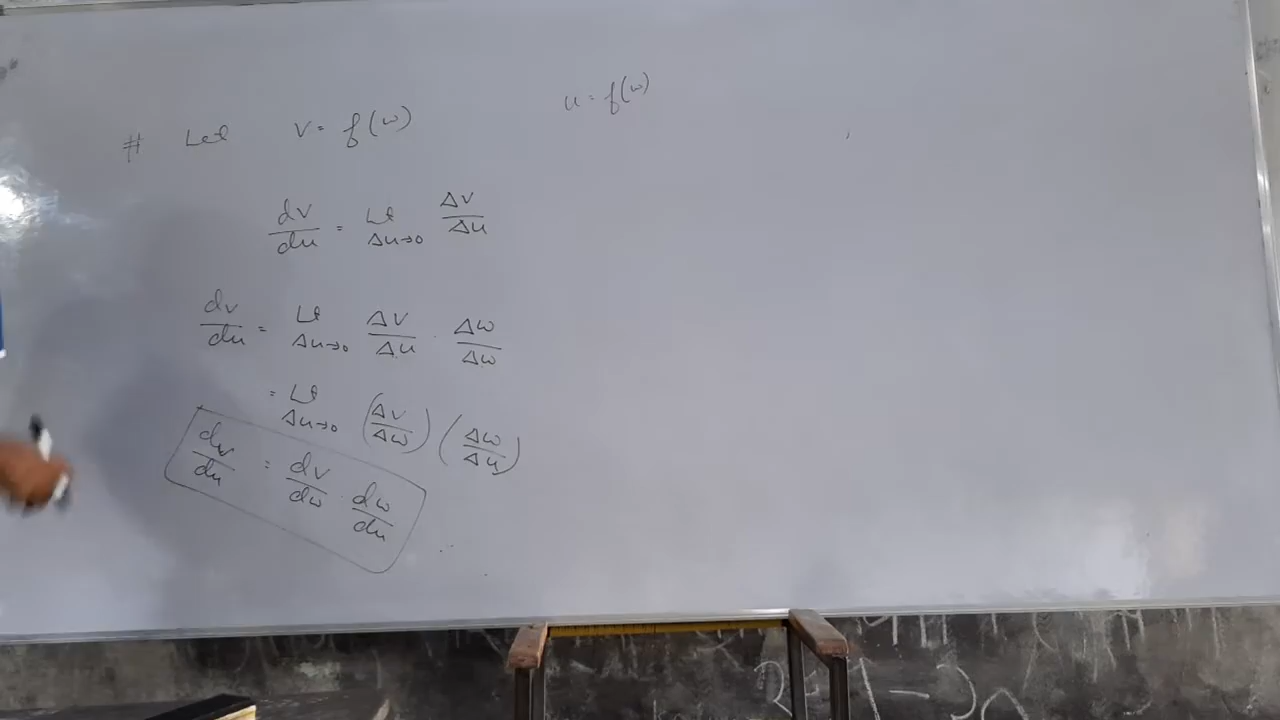 # Let V = f(w) u = f(w)
dv/du = Lt Δu→0 ΔV/Δu
dv/du = Lt Δu→0 ΔV/Δu · Δw/Δw
= Lt Δu→0 (ΔV/Δw) (Δw/Δu)
dv/du = dv/dw · dw/du